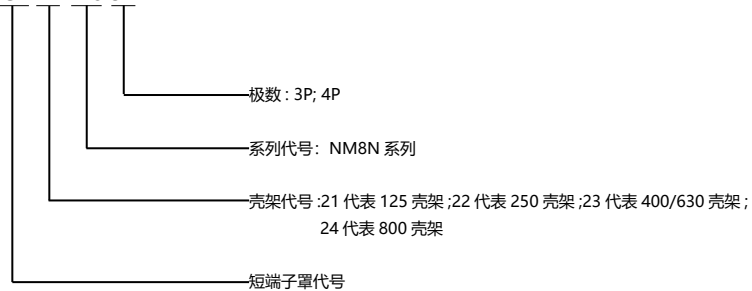 极数 : 3P; 4P
系列代号：NM8N 系列
壳架代号 :21 代表 125 壳架 ;22 代表 250 壳架 ;23 代表 400/630 壳架 ;
24 代表 800 壳架
短端子罩代号